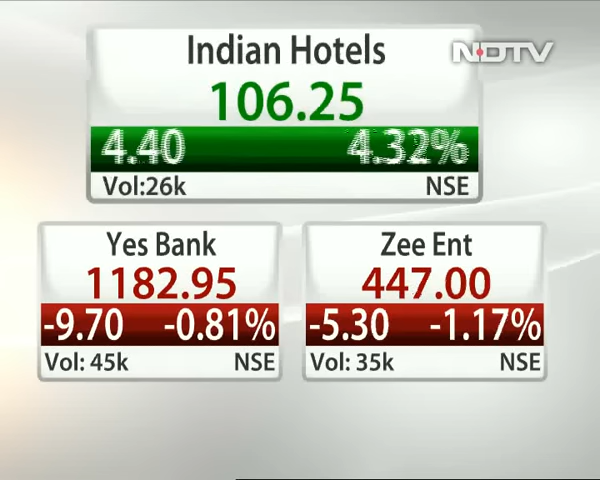 NDTV
Indian Hotels
106.25
4.40 4.32%
Vol:26k NSE
Yes Bank
1182.95
-9.70 -0.81%
Vol: 45k NSE
Zee Ent
447.00
-5.30 -1.17%
Vol: 35k NSE